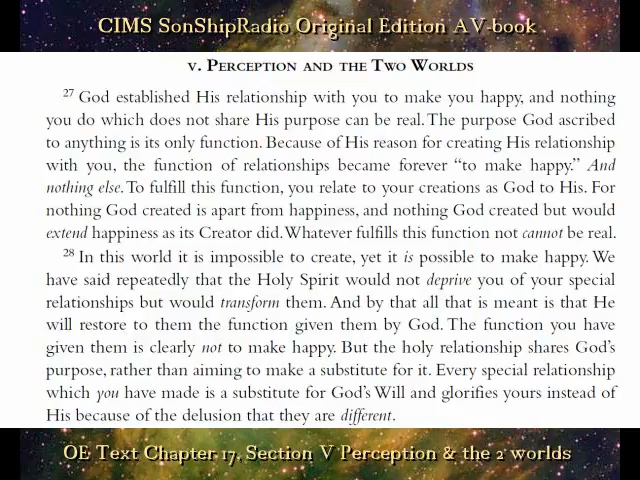 CIMS SonShipRadio Original Edition AV-book
v. Perception and the Two Worlds
27 God established His relationship with you to make you happy, and nothing
you do which does not share His purpose can be real. The purpose God ascribed
to anything is its only function. Because of His reason for creating His relationship
with you, the function of relationships became forever “to make happy.” And
nothing else. To fulfill this function, you relate to your creations as God to His. For
nothing God created is apart from happiness, and nothing God created but would
extend happiness as its Creator did. Whatever fulfills this function not cannot be real.
28 In this world it is impossible to create, yet it is possible to make happy. We
have said repeatedly that the Holy Spirit would not deprive you of your special
relationships but would transform them. And by that all that is meant is that He
will restore to them the function given them by God. The function you have
given them is clearly not to make happy. But the holy relationship shares God’s
purpose, rather than aiming to make a substitute for it. Every special relationship
which you have made is a substitute for God’s Will and glorifies yours instead of
His because of the delusion that they are different.
OE Text Chapter 17, Section V Perception & the 2 worlds